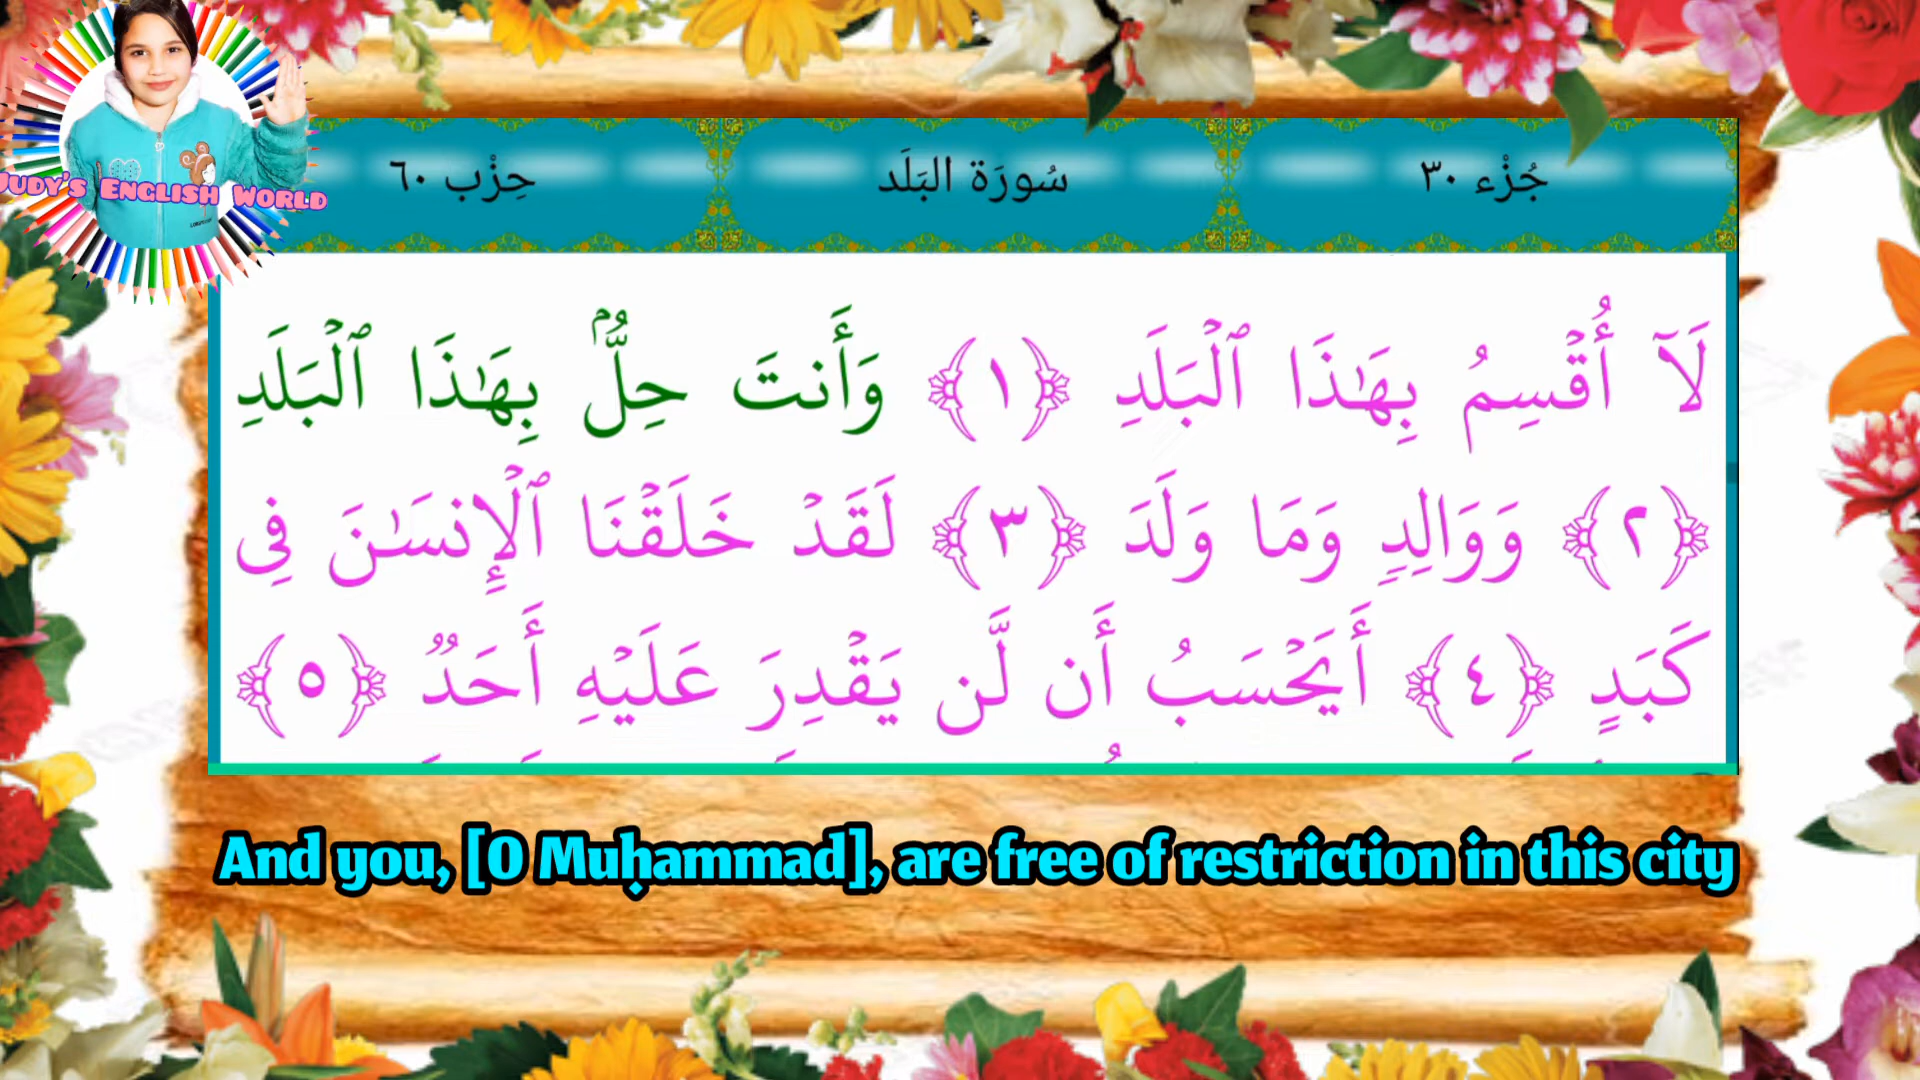 JUDY'S ENGLISH WORLD
جُزْء ٣٠
سُورَة البَلَد
حِزْب ٦٠
لَآ أُقْسِمُ بِهَٰذَا ٱلْبَلَدِ ﴿١﴾ وَأَنتَ حِلٌّۢ بِهَٰذَا ٱلْبَلَدِ
﴿٢﴾ وَوَالِدٍ وَمَا وَلَدَ ﴿٣﴾ لَقَدْ خَلَقْنَا ٱلْإِنسَٰنَ فِى
كَبَدٍ ﴿٤﴾ أَيَحْسَبُ أَن لَّن يَقْدِرَ عَلَيْهِ أَحَدٌ ﴿٥﴾
And you, [O Muḥammad], are free of restriction in this city